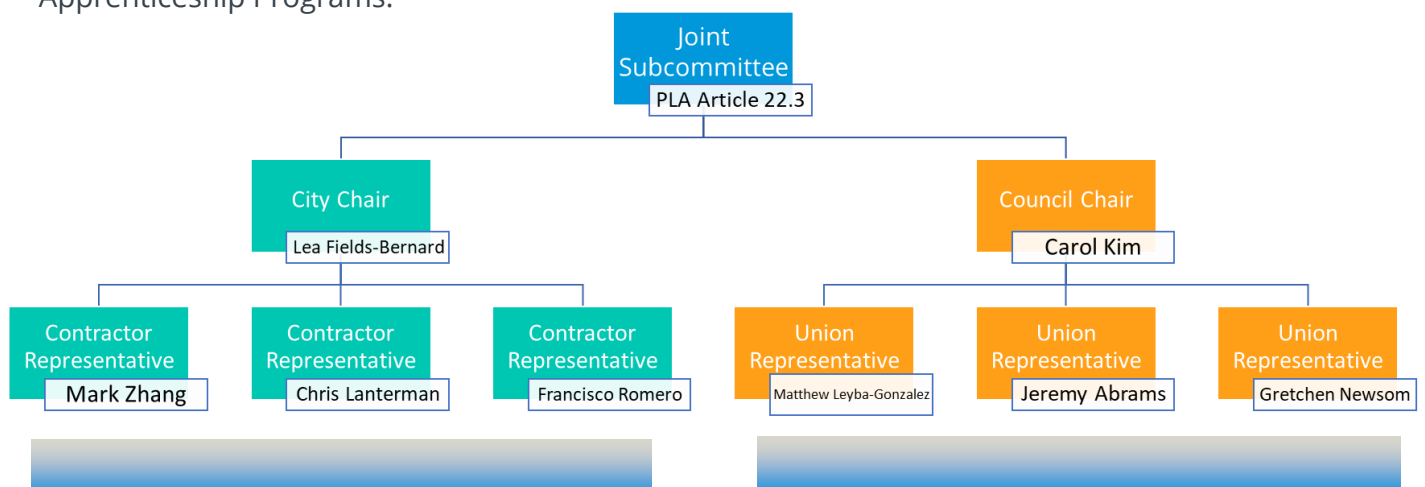 Apprenticeship Programs.
Joint
Subcommittee
PLA Article 22.3
City Chair
Lea Fields-Bernard
Council Chair
Carol Kim
Contractor
Representative
Mark Zhang
Contractor
Representative
Chris Lanterman
Contractor
Representative
Francisco Romero
Union
Representative
Matthew Leyba-Gonzalez
Union
Representative
Jeremy Abrams
Union
Representative
Gretchen Newsom